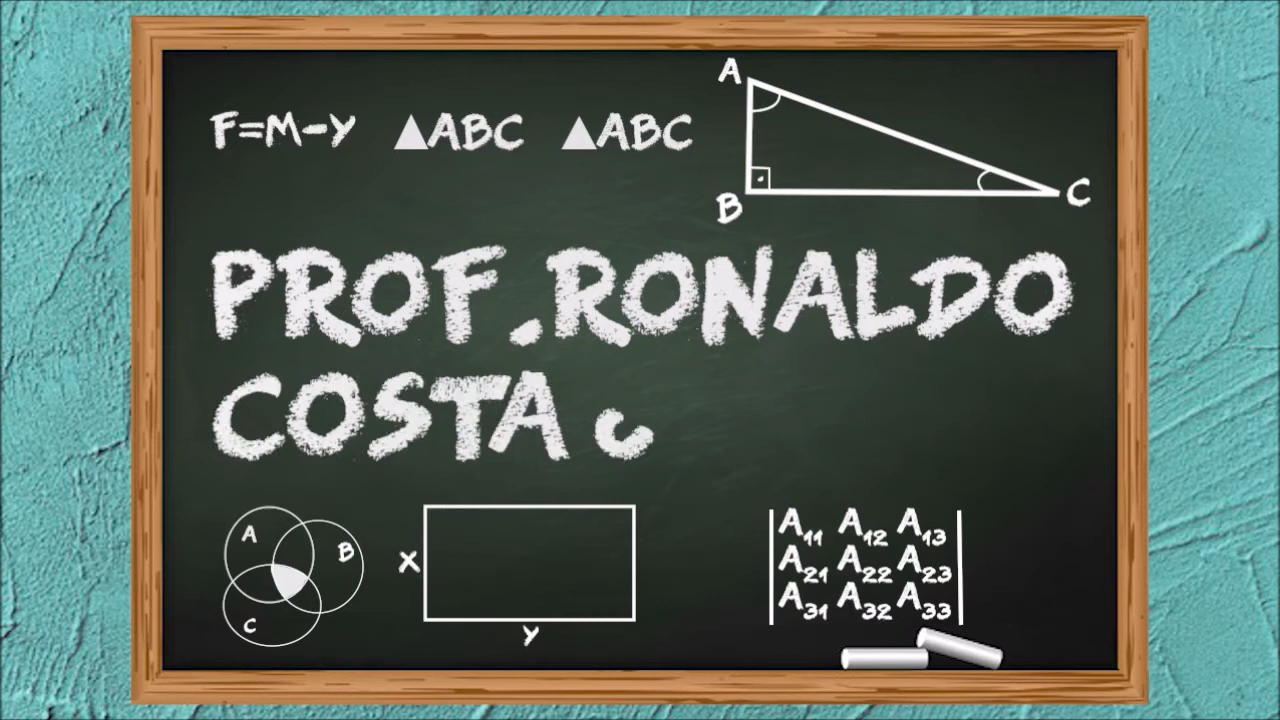 F=M-Y ▲ABC ▲ABC
A
B
C
PROF.RONALDO
COSTA
A
B
C
X
Y
A11 A12 A13
A21 A22 A23
A31 A32 A33